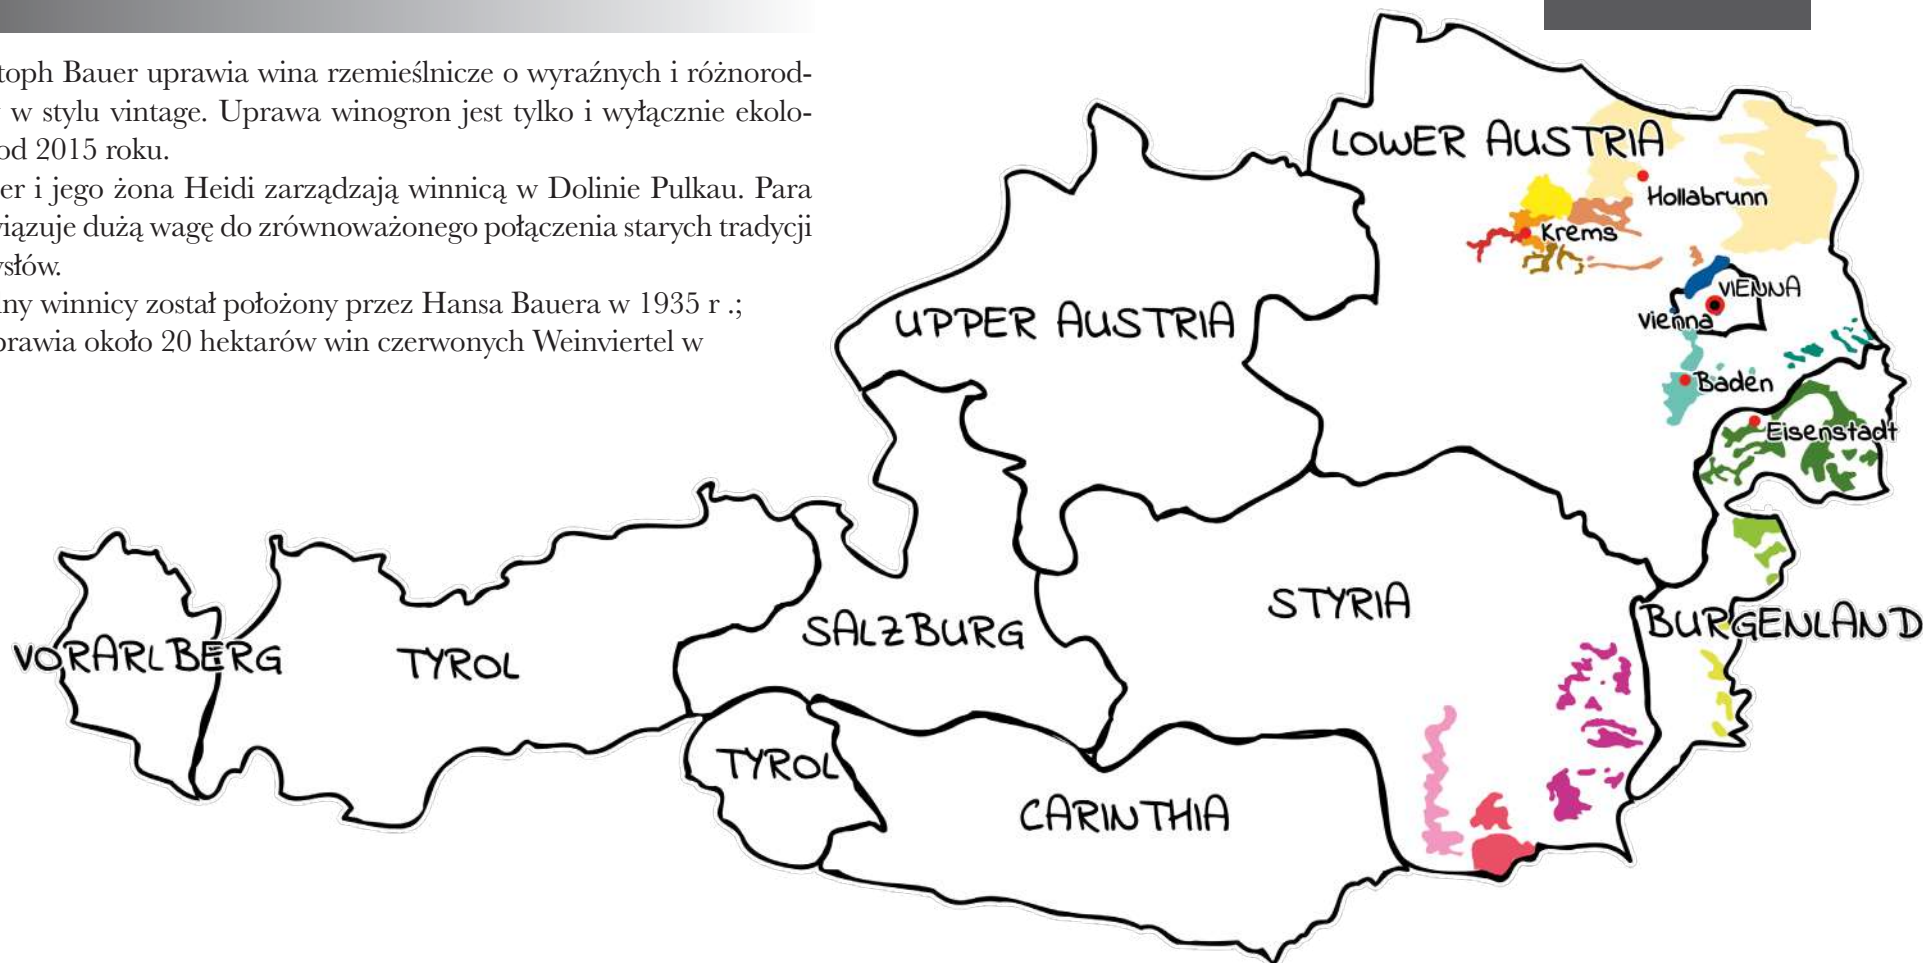 toph Bauer uprawia wina rzemieślnicze o wyraźnych i różnorod-
w stylu vintage. Uprawa winogron jest tylko i wyłącznie ekolo-
od 2015 roku.
er i jego żona Heidi zarządzają winnicą w Dolinie Pulkau. Para
wiązuje dużą wagę do zrównoważonego połączenia starych tradycji
ysłów.
ny winnicy został położony przez Hansa Bauera w 1935 r .;
prawia około 20 hektarów win czerwonych Weinviertel w
LOWER AUSTRIA
Hollabrunn
Krems
VIENNA
Vienna
UPPER AUSTRIA
Baden
Eisenstadt
STYRIA
BURGENLAND
SALZBURG
VORARLBERG
TYROL
TYROL
CARINTHIA